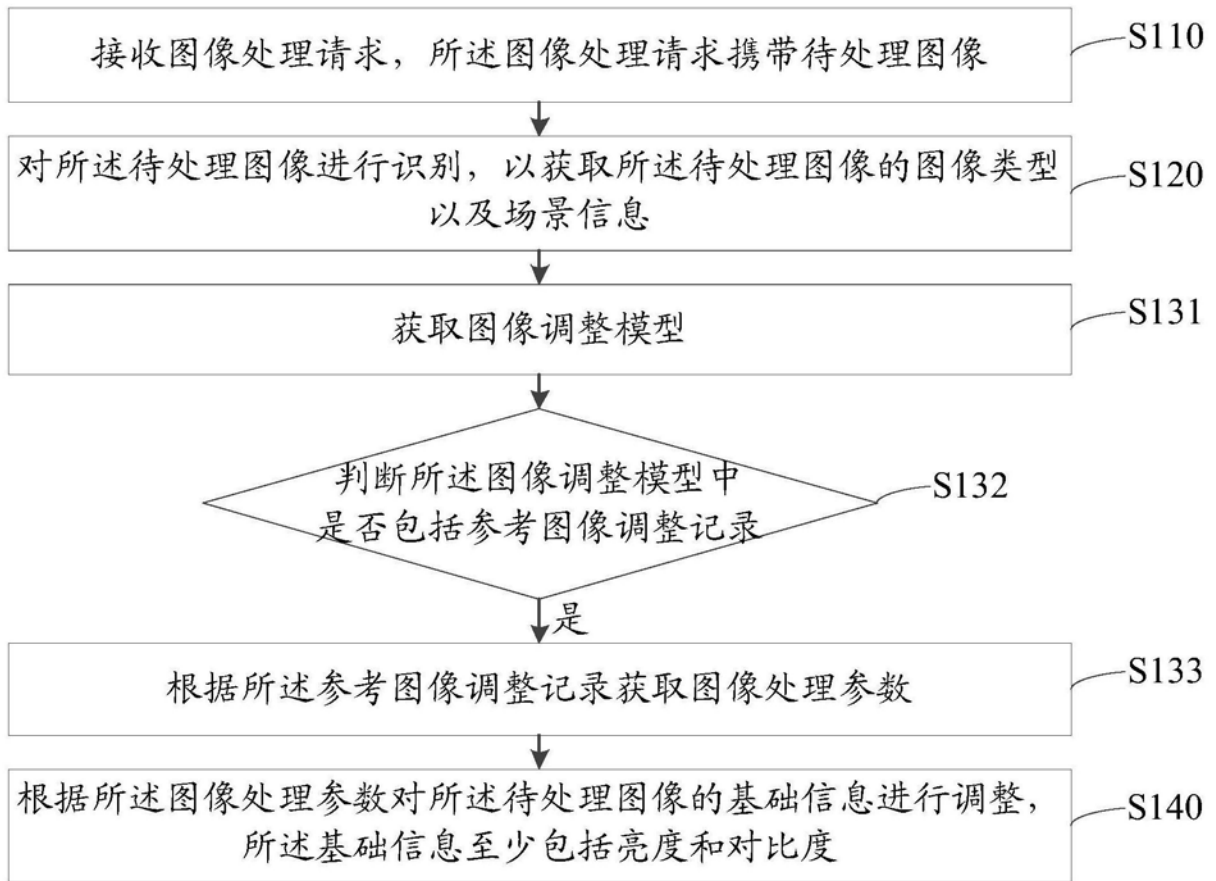 接收图像处理请求，所述图像处理请求携带待处理图像
S110
对所述待处理图像进行识别，以获取所述待处理图像的图像类型
以及场景信息
S120
获取图像调整模型
S131
判断所述图像调整模型中
是否包括参考图像调整记录
S132
是
根据所述参考图像调整记录获取图像处理参数
S133
根据所述图像处理参数对所述待处理图像的基础信息进行调整，
所述基础信息至少包括亮度和对比度
S140